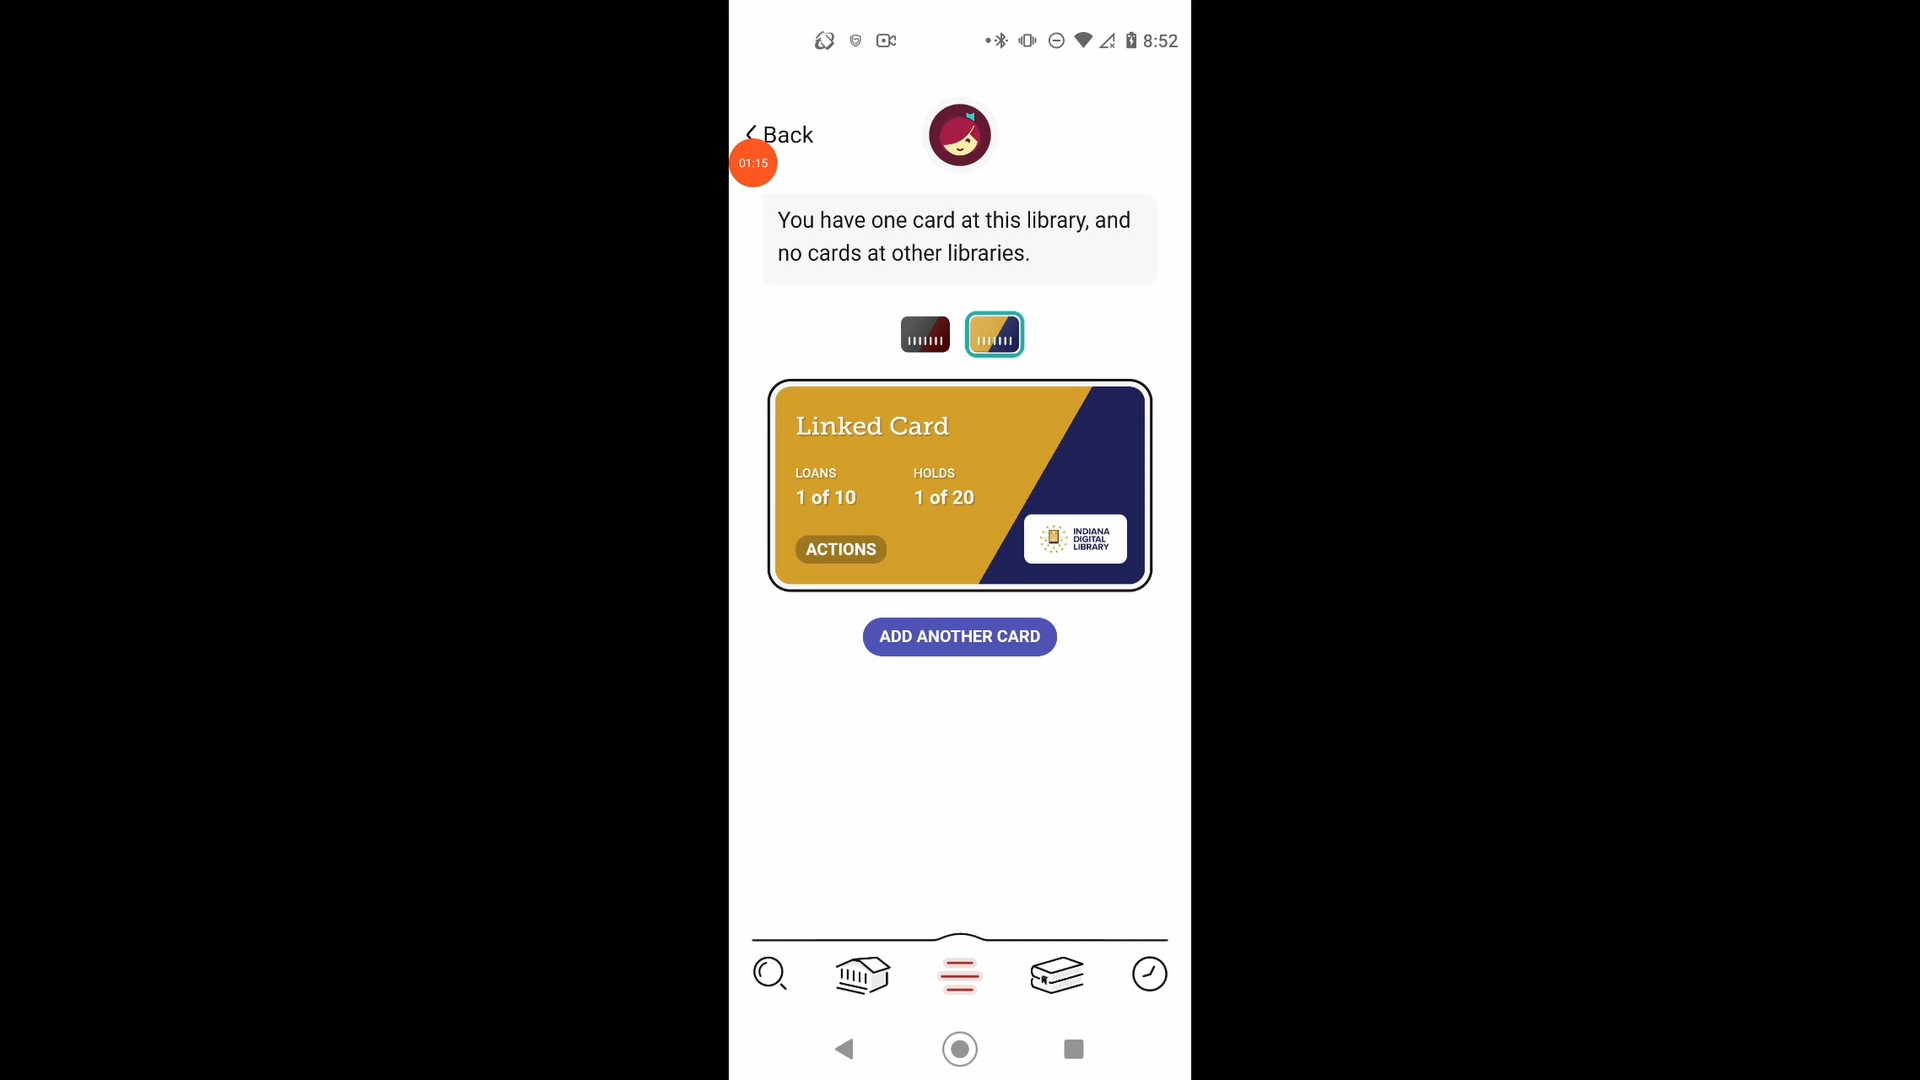 8:52
Back
01:15
You have one card at this library, and
no cards at other libraries.
Linked Card
LOANS HOLDS
1 of 10 1 of 20
ACTIONS
INDIANA
DIGITAL
LIBRARY
ADD ANOTHER CARD